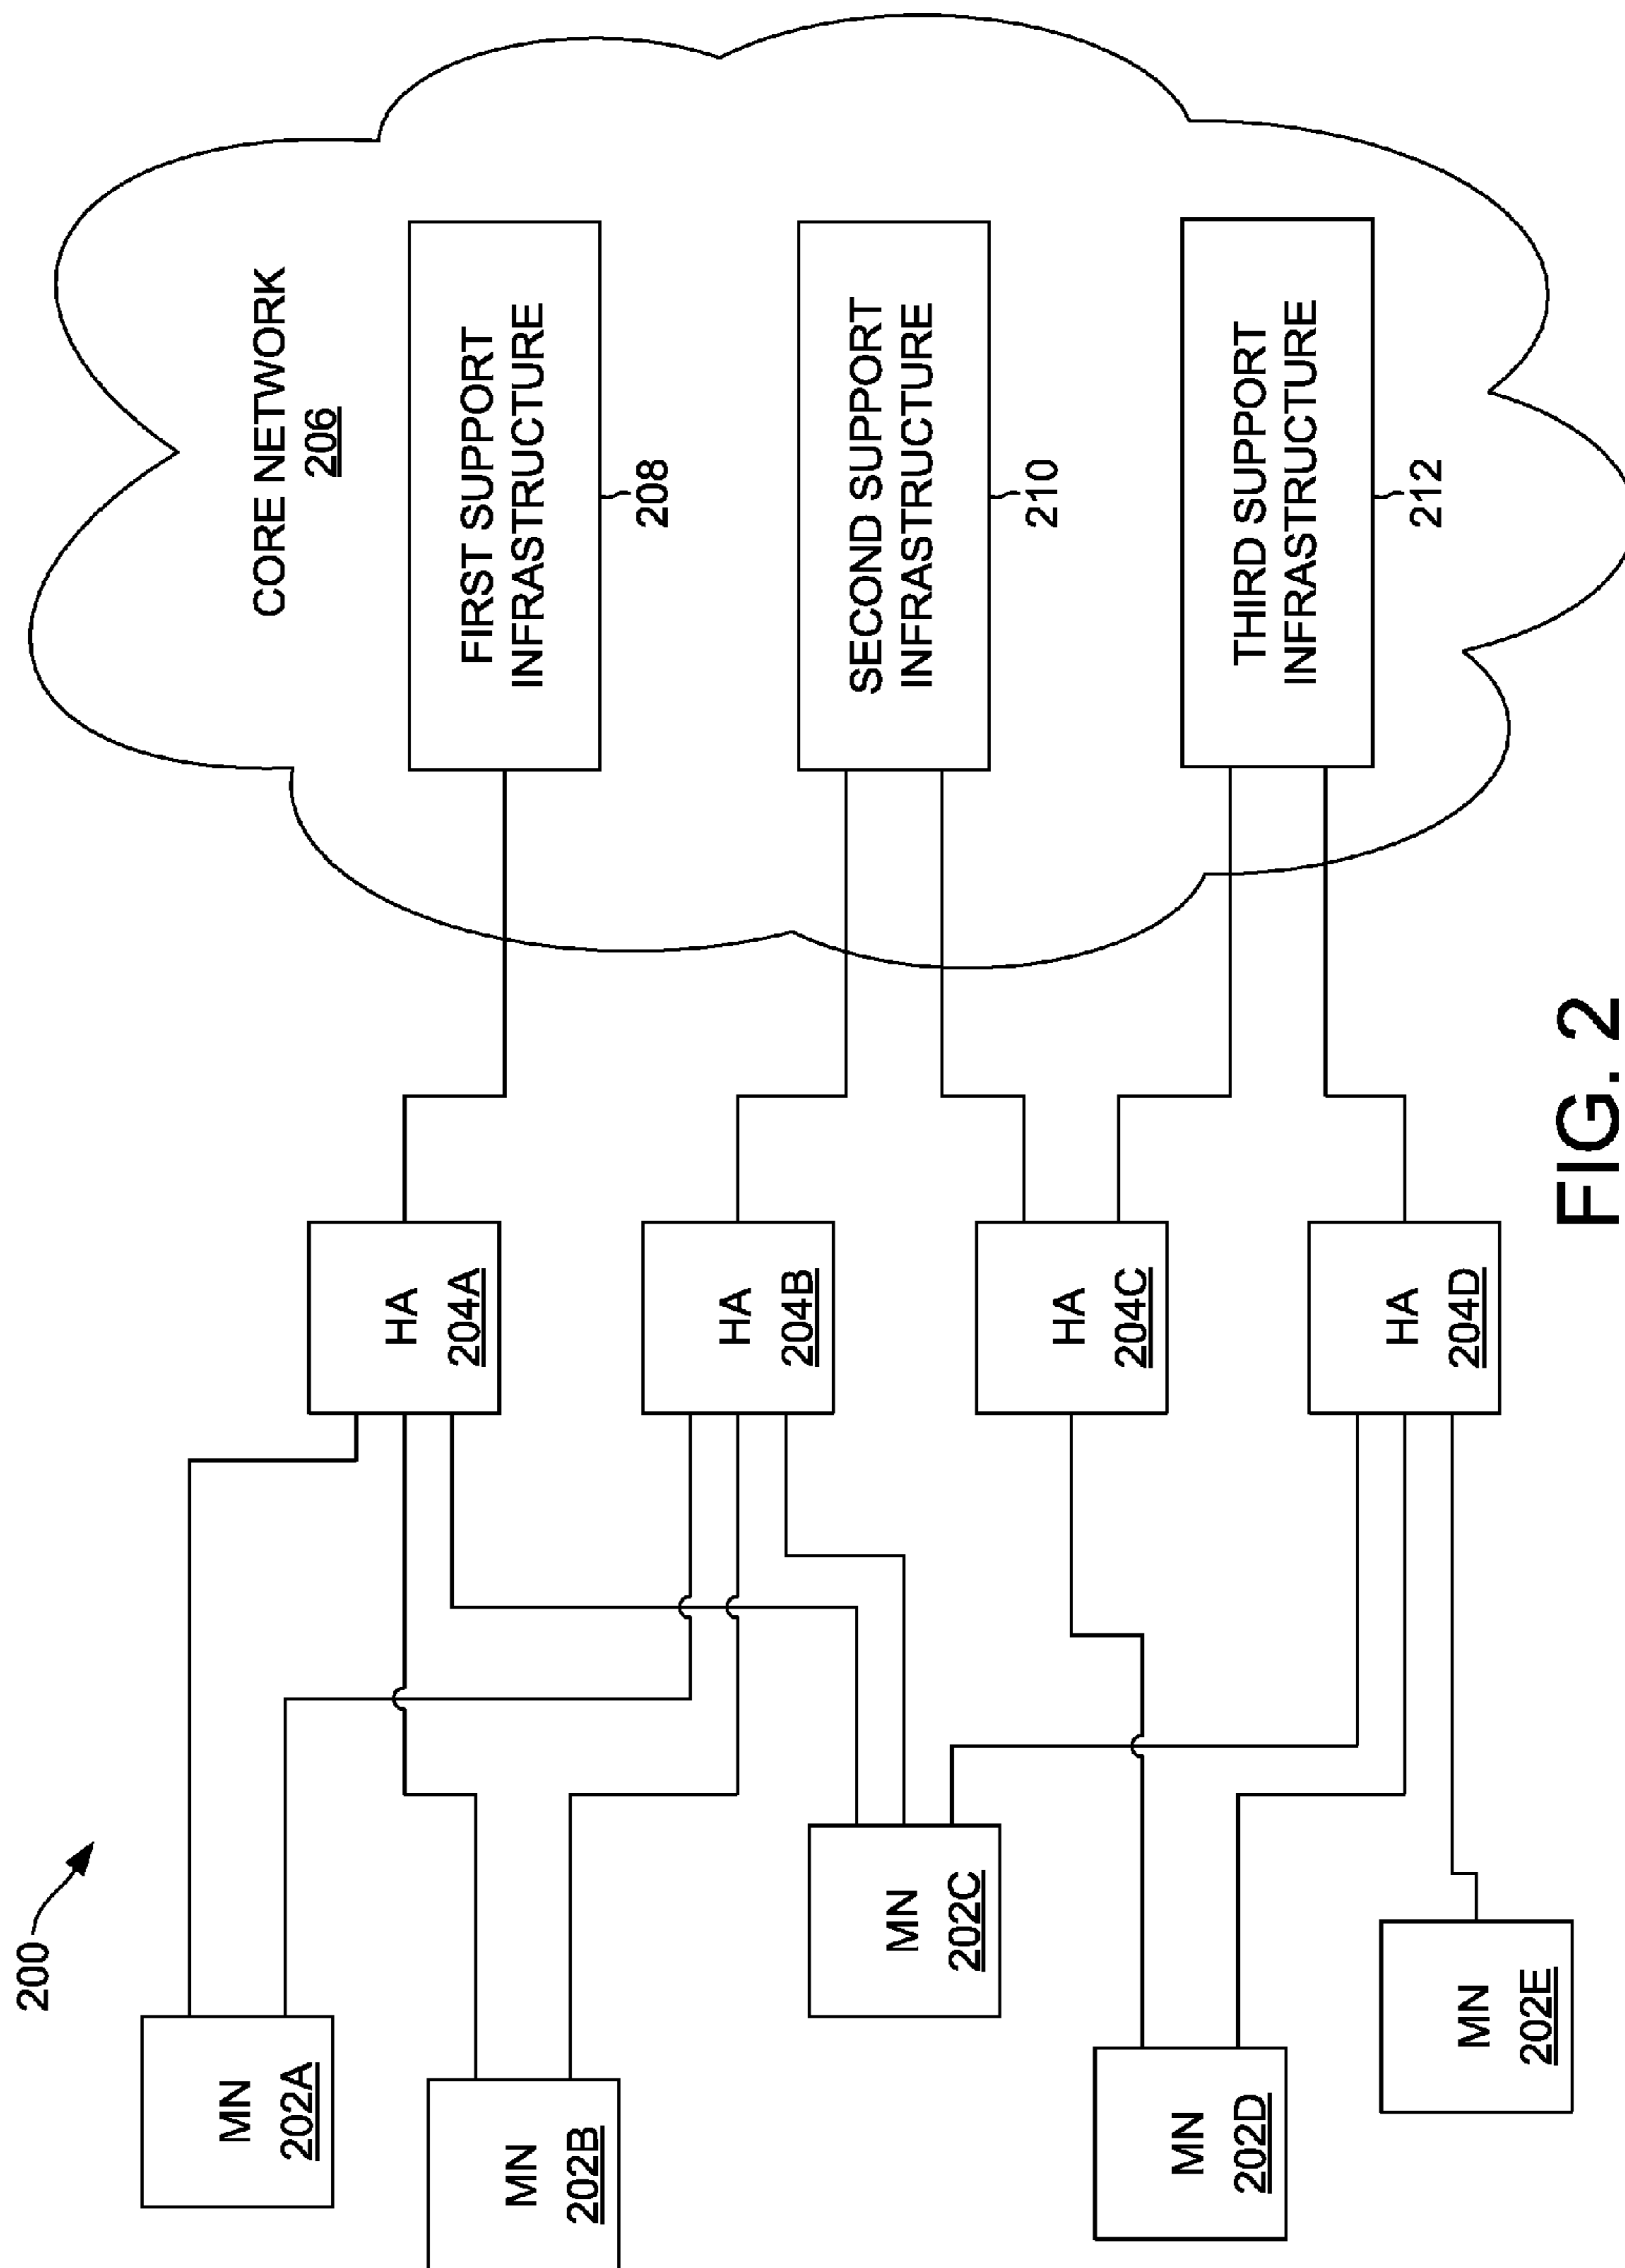 200
MN
202A
MN
202B
MN
202C
MN
202D
MN
202E
HA
204A
HA
204B
HA
204C
HA
204D
CORE NETWORK
206
FIRST SUPPORT
INFRASTRUCTURE
208
SECOND SUPPORT
INFRASTRUCTURE
210
THIRD SUPPORT
INFRASTRUCTURE
212
FIG. 2